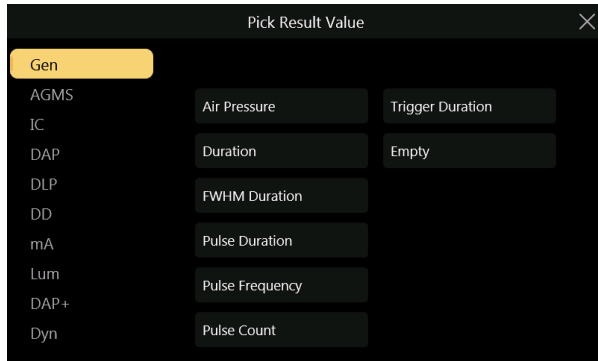 Pick Result Value
Gen
AGMS
IC
DAP
DLP
DD
mA
Lum
DAP+
Dyn
Air Pressure
Duration
FWHM Duration
Pulse Duration
Pulse Frequency
Pulse Count
Trigger Duration
Empty